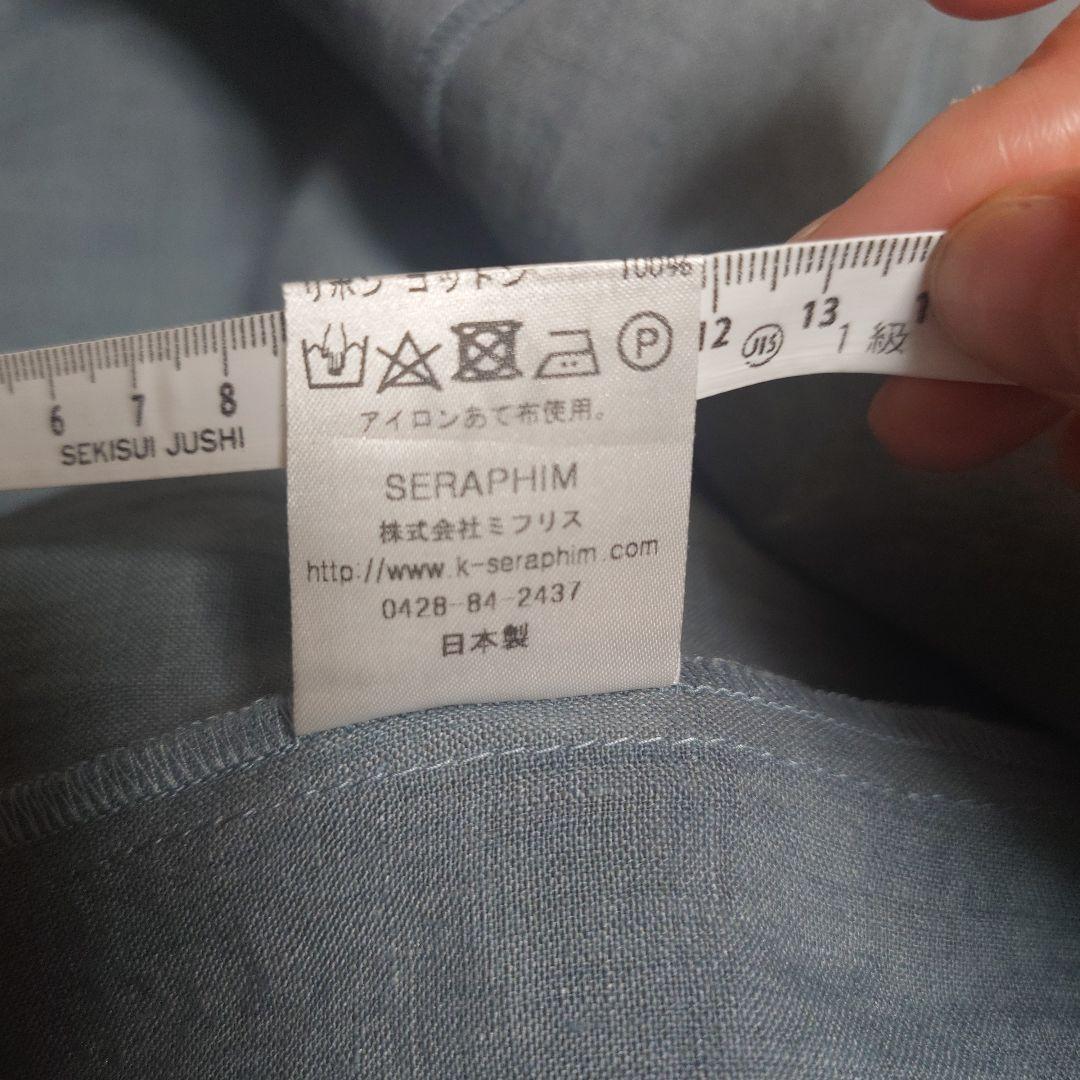 リボン コットン 100%
P
アイロンあて布使用。
SERAPHIM
株式会社ミフリス
http://www.k-seraphim.com
0428-84-2437
日本製
6 7 8
SEKISUI JUSHI
12 JIS 13 1
1級